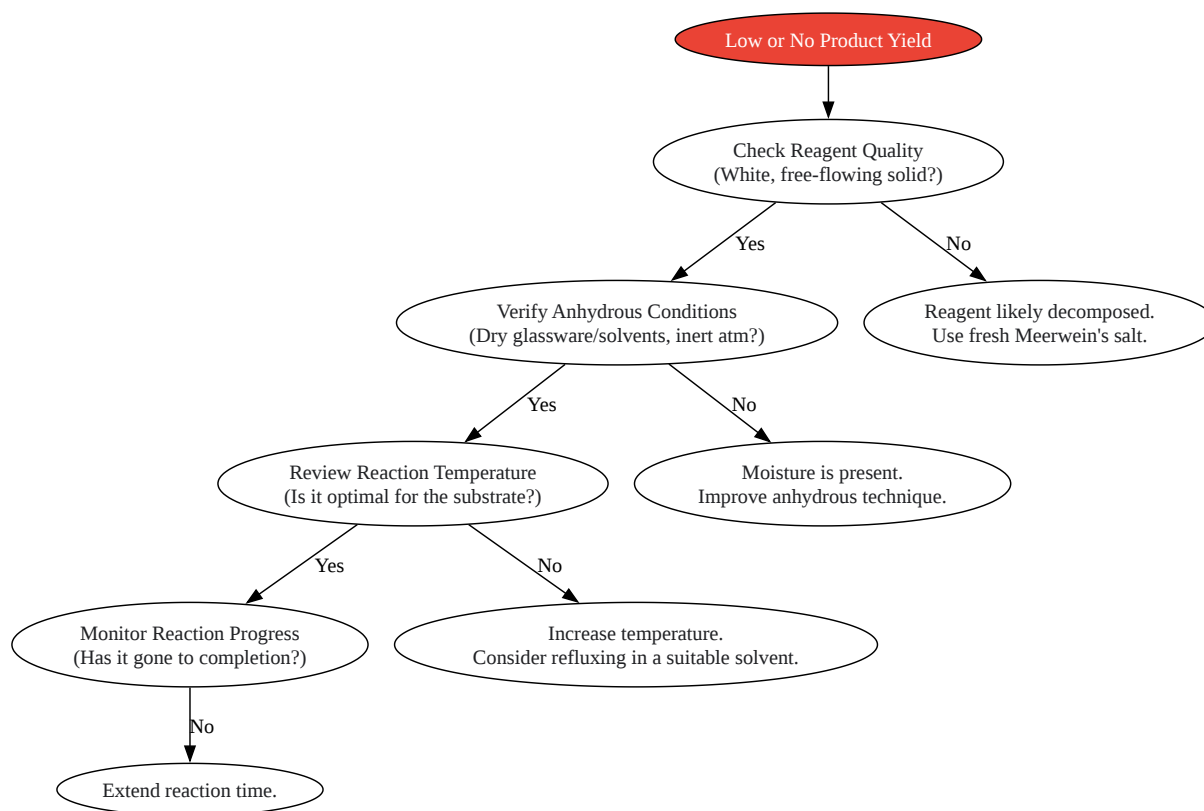 Low or No Product Yield
Check Reagent Quality
(White, free-flowing solid?)
Yes
No
Verify Anhydrous Conditions
(Dry glassware/solvents, inert atm?)
Reagent likely decomposed.
Use fresh Meerwein's salt.
Yes
No
Review Reaction Temperature
(Is it optimal for the substrate?)
Moisture is present.
Improve anhydrous technique.
Yes
No
Monitor Reaction Progress
(Has it gone to completion?)
Increase temperature.
Consider refluxing in a suitable solvent.
No
Extend reaction time.